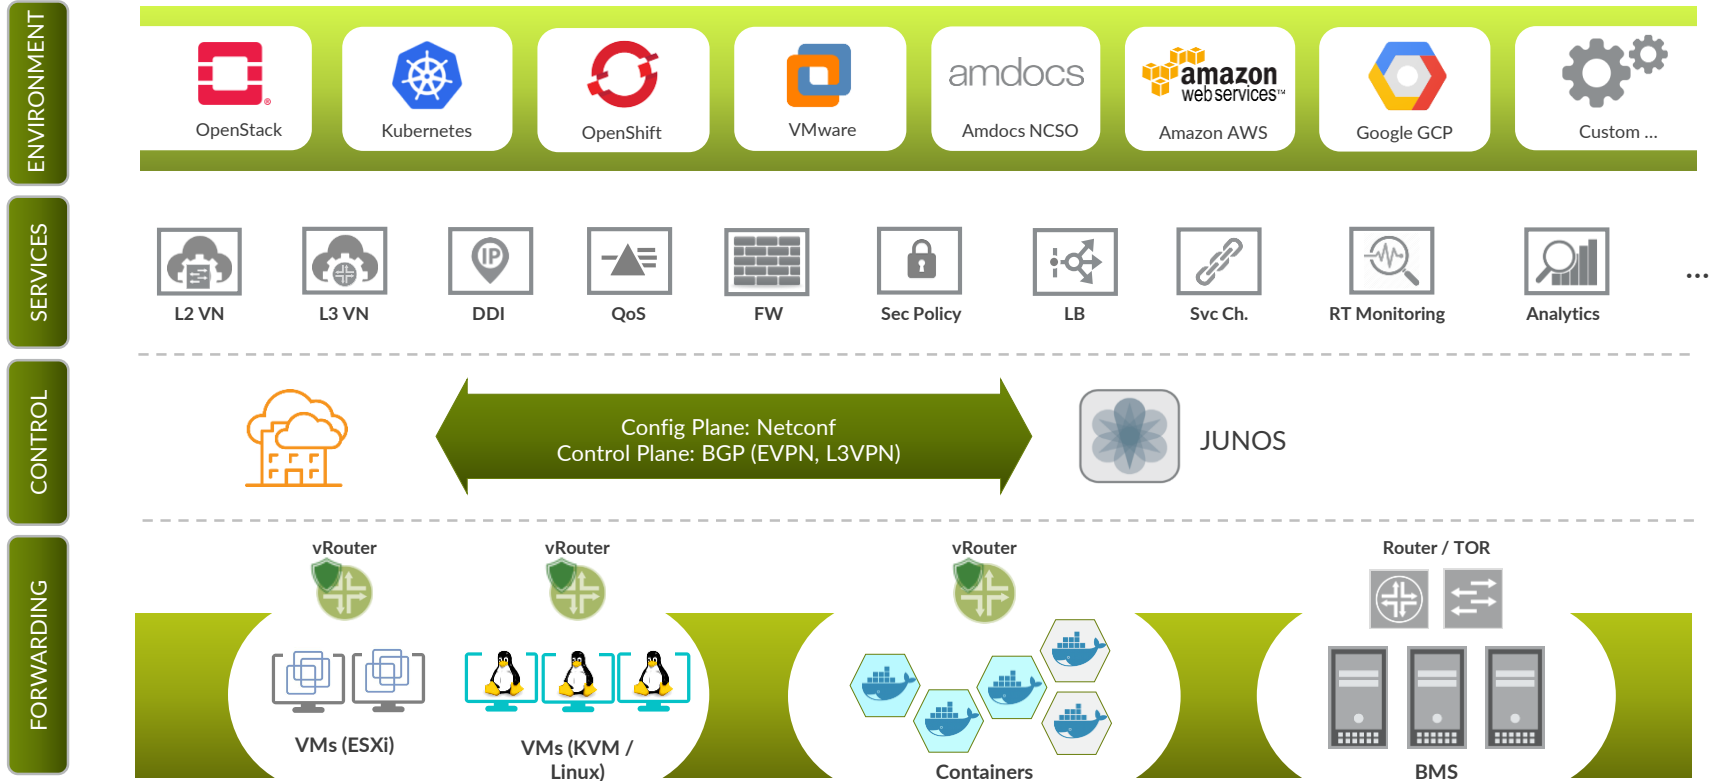 ENVIRONMENT
OpenStack
Kubernetes
OpenShift
VMware
amdocs
Amdocs NCSO
amazon
web services™
Amazon AWS
Google GCP
Custom ...
SERVICES
IP
L2 VN
L3 VN
DDI
QoS
FW
Sec Policy
LB
Svc Ch.
RT Monitoring
Analytics
...
CONTROL
Config Plane: Netconf
Control Plane: BGP (EVPN, L3VPN)
JUNOS
FORWARDING
vRouter
vRouter
vRouter
Router / TOR
VMs (ESXi)
VMs (KVM /
Linux)
Containers
BMS